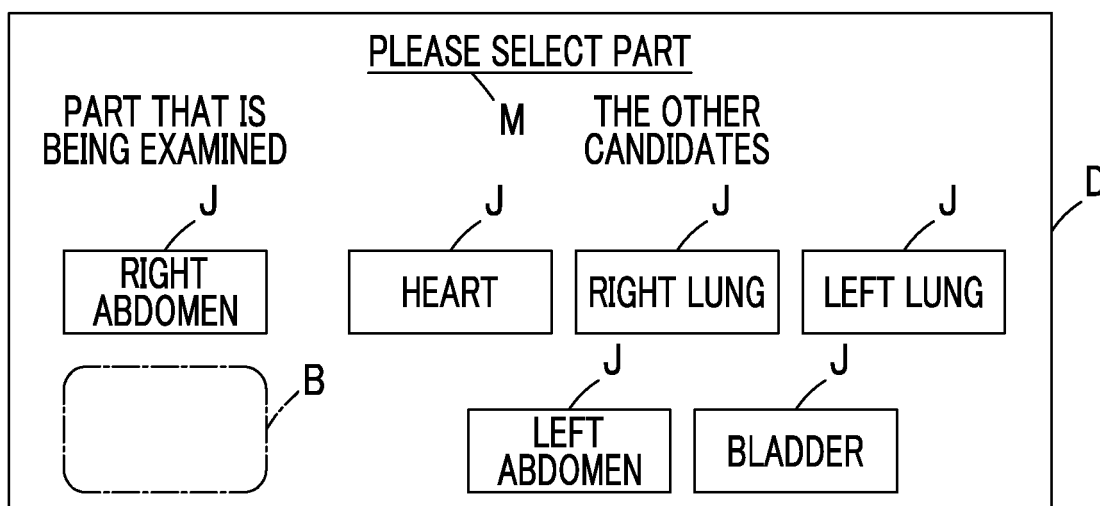 PLEASE SELECT PART
M
PART THAT IS
BEING EXAMINED
THE OTHER
CANDIDATES
D
J
J
J
J
RIGHT
ABDOMEN
HEART
RIGHT LUNG
LEFT LUNG
B
J
J
LEFT
ABDOMEN
BLADDER